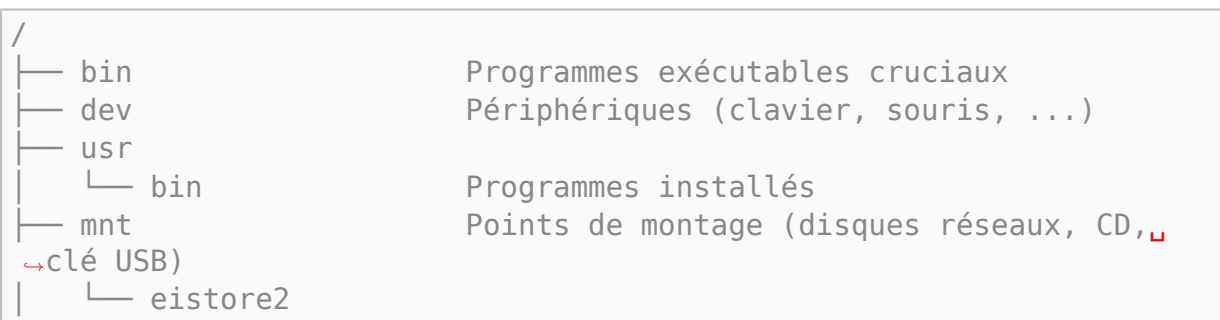 /
├── bin                  Programmes exécutables cruciaux
├── dev                  Périphériques (clavier, souris, ...)
├── usr
│   └── bin              Programmes installés
├── mnt                  Points de montage (disques réseaux, CD,␣
↪clé USB)
│   └── eistore2